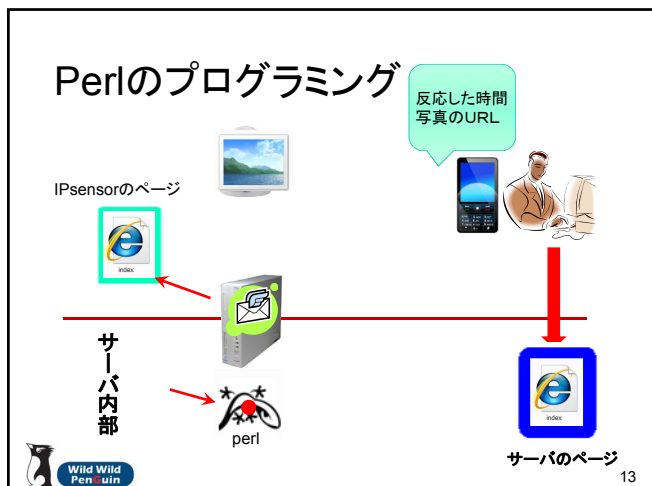 Perlのプログラミング
反応した時間
写真のURL
IPsensorのページ
index
サーバ内部
perl
index
サーバのページ
Wild Wild
PenGuin
13